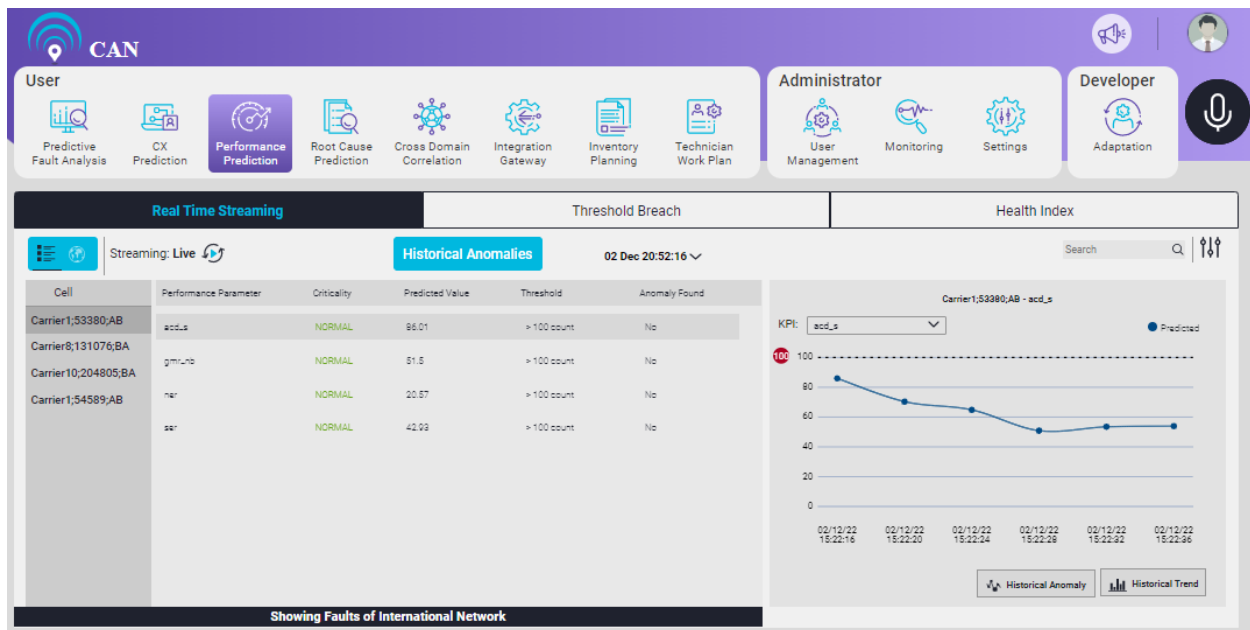 CAN
User
Administrator
Developer
Predictive
Fault Analysis
CX
Prediction
Performance
Prediction
Root Cause
Prediction
Cross Domain
Correlation
Integration
Gateway
Inventory
Planning
Technician
Work Plan
User
Management
Monitoring
Settings
Adaptation
Real Time Streaming
Threshold Breach
Health Index
Streaming: Live
Historical Anomalies
02 Dec 20:52:16
Search
Cell
Performance Parameter
Criticality
Predicted Value
Threshold
Anomaly Found
Carrier1;53380;AB
Carrier8;131076;BA
Carrier10;204805;BA
Carrier1;54589;AB
acd_s NORMAL 86.01 > 100 count No
gmr_nb NORMAL 51.5 > 100 count No
ner NORMAL 20.57 > 100 count No
ser NORMAL 42.93 > 100 count No
Carrier1;53380;AB - acd_s
KPI: acd_s
Predicted
100
100
80
60
40
20
0
02/12/22 15:22:16
02/12/22 15:22:20
02/12/22 15:22:24
02/12/22 15:22:28
02/12/22 15:22:32
02/12/22 15:22:36
Historical Anomaly
Historical Trend
Showing Faults of International Network